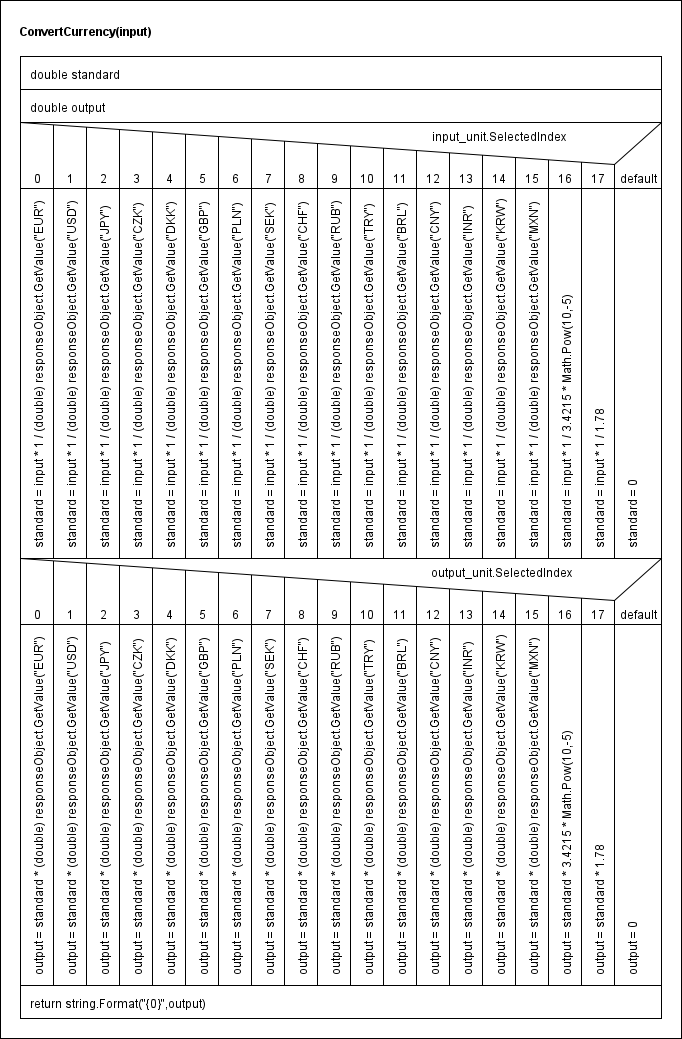 ConvertCurrency(input)
double standard
double output
input_unit.SelectedIndex
0 1 2 3 4 5 6 7 8 9 10 11 12 13 14 15 16 17 default
standard = input * 1 / (double) responseObject.GetValue("EUR")
standard = input * 1 / (double) responseObject.GetValue("USD")
standard = input * 1 / (double) responseObject.GetValue("JPY")
standard = input * 1 / (double) responseObject.GetValue("CZK")
standard = input * 1 / (double) responseObject.GetValue("DKK")
standard = input * 1 / (double) responseObject.GetValue("GBP")
standard = input * 1 / (double) responseObject.GetValue("PLN")
standard = input * 1 / (double) responseObject.GetValue("SEK")
standard = input * 1 / (double) responseObject.GetValue("CHF")
standard = input * 1 / (double) responseObject.GetValue("RUB")
standard = input * 1 / (double) responseObject.GetValue("TRY")
standard = input * 1 / (double) responseObject.GetValue("BRL")
standard = input * 1 / (double) responseObject.GetValue("CNY")
standard = input * 1 / (double) responseObject.GetValue("INR")
standard = input * 1 / (double) responseObject.GetValue("KRW")
standard = input * 1 / (double) responseObject.GetValue("MXN")
standard = input * 1 / 3.4215 * Math.Pow(10,-5)
standard = input * 1 / 1.78
standard = 0
output_unit.SelectedIndex
0 1 2 3 4 5 6 7 8 9 10 11 12 13 14 15 16 17 default
output = standard * (double) responseObject.GetValue("EUR")
output = standard * (double) responseObject.GetValue("USD")
output = standard * (double) responseObject.GetValue("JPY")
output = standard * (double) responseObject.GetValue("CZK")
output = standard * (double) responseObject.GetValue("DKK")
output = standard * (double) responseObject.GetValue("GBP")
output = standard * (double) responseObject.GetValue("PLN")
output = standard * (double) responseObject.GetValue("SEK")
output = standard * (double) responseObject.GetValue("CHF")
output = standard * (double) responseObject.GetValue("RUB")
output = standard * (double) responseObject.GetValue("TRY")
output = standard * (double) responseObject.GetValue("BRL")
output = standard * (double) responseObject.GetValue("CNY")
output = standard * (double) responseObject.GetValue("INR")
output = standard * (double) responseObject.GetValue("KRW")
output = standard * (double) responseObject.GetValue("MXN")
output = standard * 3.4215 * Math.Pow(10,-5)
output = standard * 1.78
output = 0
return string.Format("{0}",output)